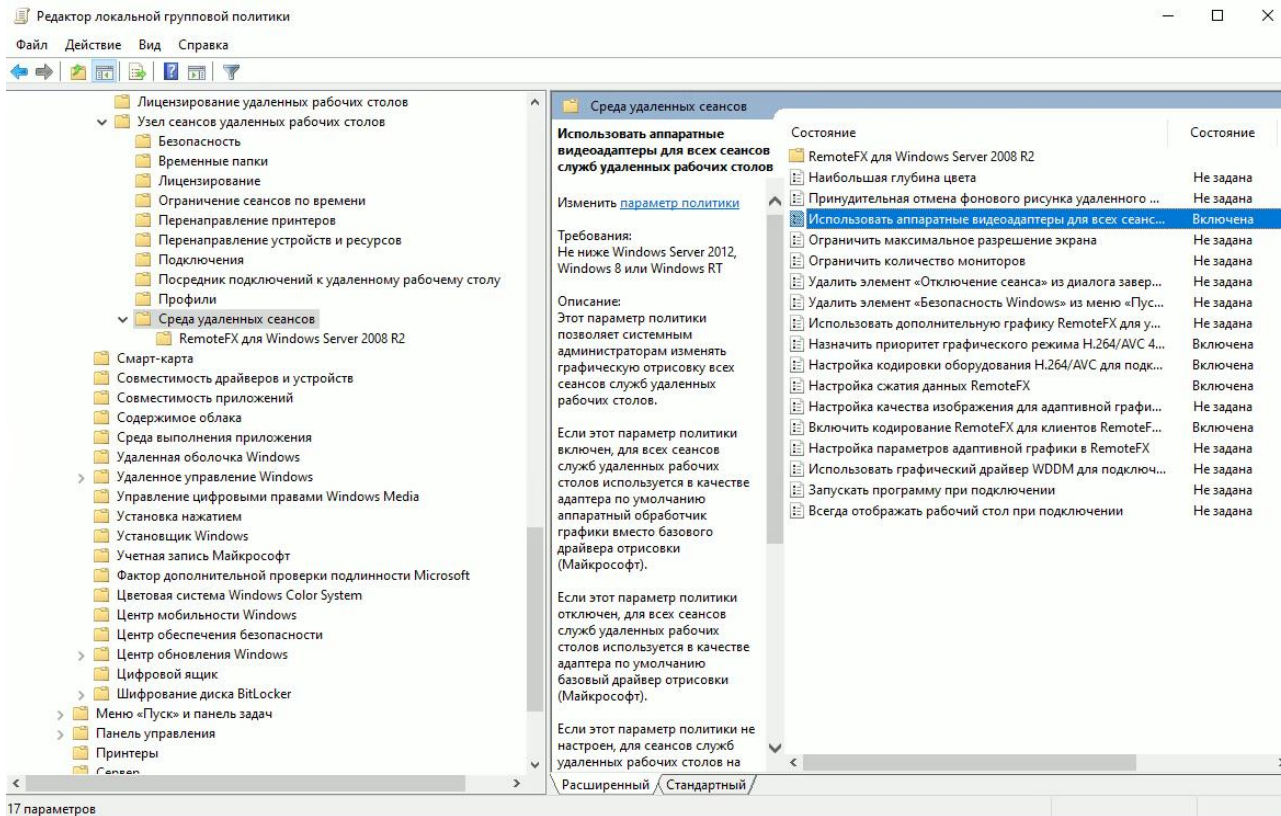 Редактор локальной групповой политики
Файл Действие Вид Справка
Лицензирование удаленных рабочих столов
Узел сеансов удаленных рабочих столов
Безопасность
Временные папки
Лицензирование
Ограничение сеансов по времени
Перенаправление принтеров
Перенаправление устройств и ресурсов
Подключения
Посредник подключений к удаленному рабочему столу
Профили
Среда удаленных сеансов
RemoteFX для Windows Server 2008 R2
Смарт-карта
Совместимость драйверов и устройств
Совместимость приложений
Содержимое облака
Среда выполнения приложения
Удаленная оболочка Windows
Удаленное управление Windows
Управление цифровыми правами Windows Media
Установка нажатием
Установщик Windows
Учетная запись Майкрософт
Фактор дополнительной проверки подлинности Microsoft
Цветовая система Windows Color System
Центр мобильности Windows
Центр обеспечения безопасности
Центр обновления Windows
Цифровой ящик
Шифрование диска BitLocker
Меню «Пуск» и панель задач
Панель управления
Принтеры
Сервер
Среда удаленных сеансов
Использовать аппаратные
видеоадаптеры для всех сеансов
служб удаленных рабочих столов
Изменить параметр политики
Требования:
Не ниже Windows Server 2012,
Windows 8 или Windows RT
Описание:
Этот параметр политики
позволяет системным
администраторам изменять
графическую отрисовку всех
сеансов служб удаленных
рабочих столов.
Если этот параметр политики
включен, для всех сеансов
служб удаленных рабочих
столов используется в качестве
адаптера по умолчанию
аппаратный обработчик
графики вместо базового
драйвера отрисовки
(Майкрософт).
Если этот параметр политики
отключен, для всех сеансов
служб удаленных рабочих
столов используется в качестве
адаптера по умолчанию
базовый драйвер отрисовки
(Майкрософт).
Если этот параметр политики не
настроен, для сеансов служб
удаленных рабочих столов на
Состояние Состояние
RemoteFX для Windows Server 2008 R2
Наибольшая глубина цвета Не задана
Принудительная отмена фонового рисунка удаленного ... Не задана
Использовать аппаратные видеоадаптеры для всех сеанс... Включена
Ограничить максимальное разрешение экрана Не задана
Ограничить количество мониторов Не задана
Удалить элемент «Отключение сеанса» из диалога завер... Не задана
Удалить элемент «Безопасность Windows» из меню «Пус... Не задана
Использовать дополнительную графику RemoteFX для у... Не задана
Назначить приоритет графического режима H.264/AVC 4... Включена
Настройка кодировки оборудования H.264/AVC для подк... Включена
Настройка сжатия данных RemoteFX Включена
Настройка качества изображения для адаптивной графи... Не задана
Включить кодирование RemoteFX для клиентов RemoteF... Включена
Настройка параметров адаптивной графики в RemoteFX Не задана
Использовать графический драйвер WDDM для подключ... Не задана
Запускать программу при подключении Не задана
Всегда отображать рабочий стол при подключении Не задана
Расширенный Стандартный
17 параметров